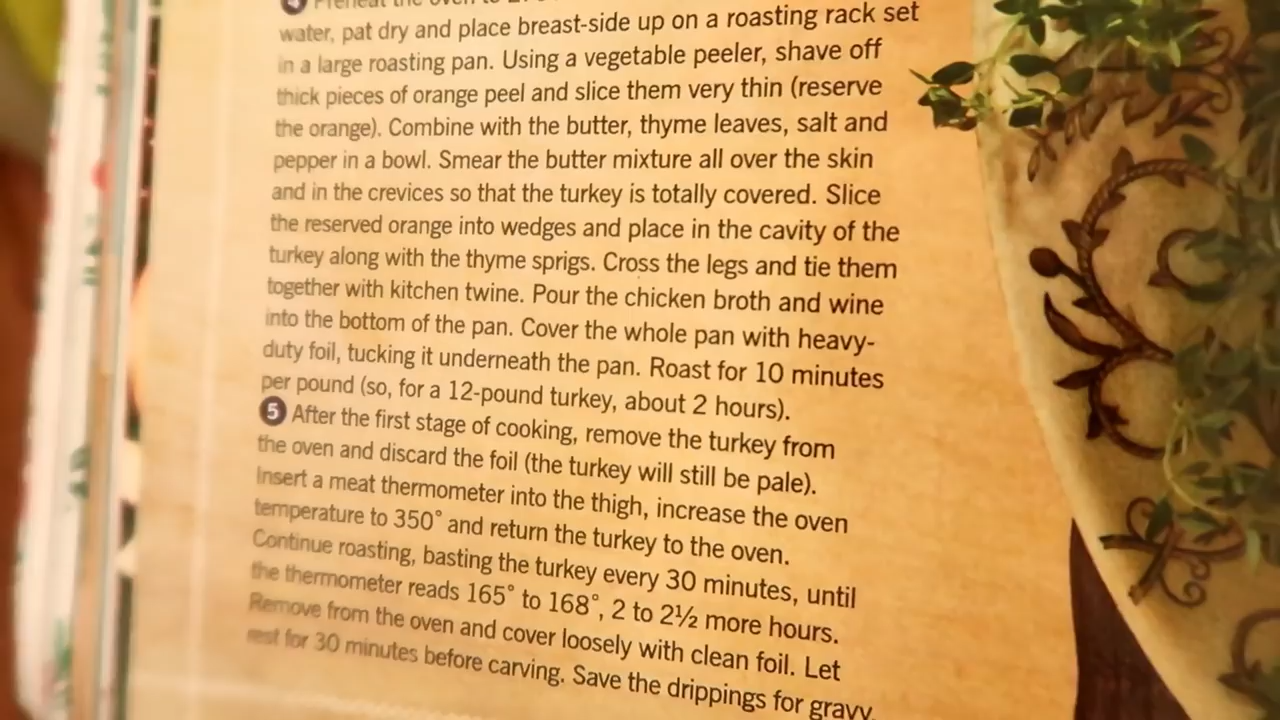 4 Preheat the oven to
water, pat dry and place breast-side up on a roasting rack set
in a large roasting pan. Using a vegetable peeler, shave off
thick pieces of orange peel and slice them very thin (reserve
the orange). Combine with the butter, thyme leaves, salt and
pepper in a bowl. Smear the butter mixture all over the skin
and in the crevices so that the turkey is totally covered. Slice
the reserved orange into wedges and place in the cavity of the
turkey along with the thyme sprigs. Cross the legs and tie them
together with kitchen twine. Pour the chicken broth and wine
into the bottom of the pan. Cover the whole pan with heavy-
duty foil, tucking it underneath the pan. Roast for 10 minutes
per pound (so, for a 12-pound turkey, about 2 hours).
5 After the first stage of cooking, remove the turkey from
the oven and discard the foil (the turkey will still be pale).
Insert a meat thermometer into the thigh, increase the oven
temperature to 350° and return the turkey to the oven.
Continue roasting, basting the turkey every 30 minutes, until
the thermometer reads 165° to 168°, 2 to 2½ more hours.
Remove from the oven and cover loosely with clean foil. Let
rest for 30 minutes before carving. Save the drippings for gravy.